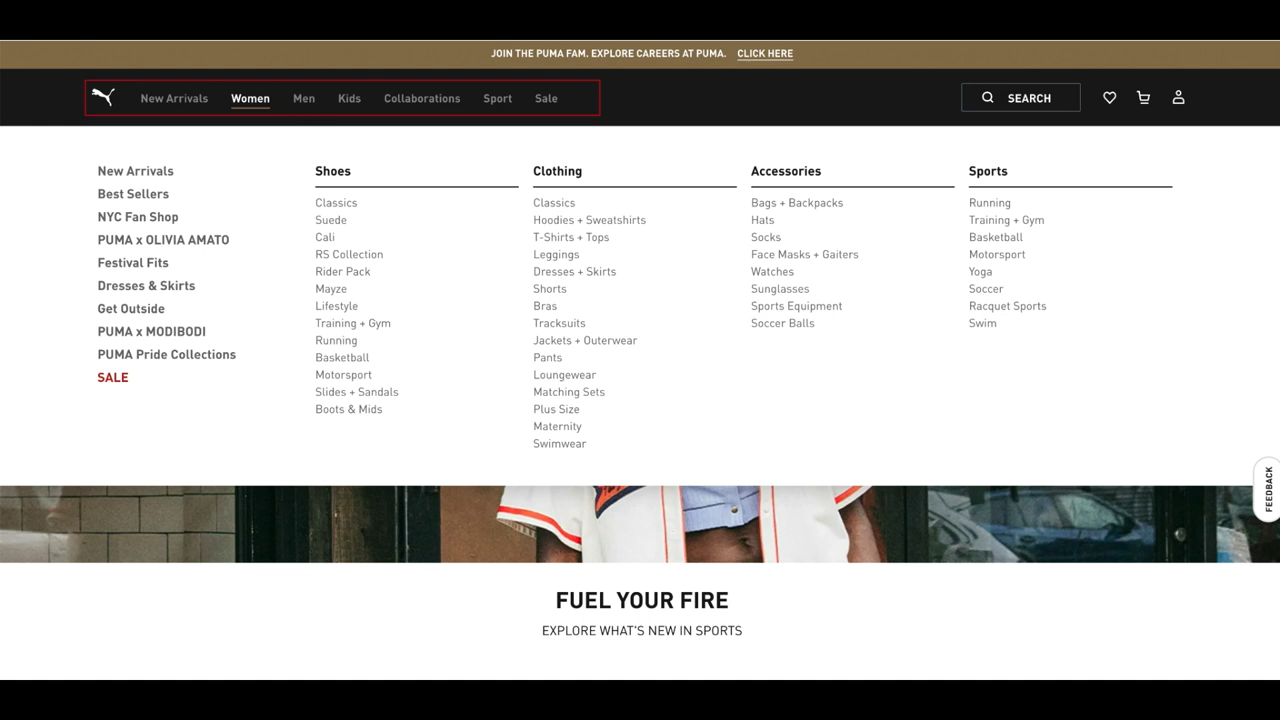 JOIN THE PUMA FAM. EXPLORE CAREERS AT PUMA. CLICK HERE
New Arrivals Women Men Kids Collaborations Sport Sale
SEARCH
New Arrivals
Best Sellers
NYC Fan Shop
PUMA x OLIVIA AMATO
Festival Fits
Dresses & Skirts
Get Outside
PUMA x MODIBODI
PUMA Pride Collections
SALE
Shoes
Classics
Suede
Cali
RS Collection
Rider Pack
Mayze
Lifestyle
Training + Gym
Running
Basketball
Motorsport
Slides + Sandals
Boots & Mids
Clothing
Classics
Hoodies + Sweatshirts
T-Shirts + Tops
Leggings
Dresses + Skirts
Shorts
Bras
Tracksuits
Jackets + Outerwear
Pants
Loungewear
Matching Sets
Plus Size
Maternity
Swimwear
Accessories
Bags + Backpacks
Hats
Socks
Face Masks + Gaiters
Watches
Sunglasses
Sports Equipment
Soccer Balls
Sports
Running
Training + Gym
Basketball
Motorsport
Yoga
Soccer
Racquet Sports
Swim
FEEDBACK
FUEL YOUR FIRE
EXPLORE WHAT'S NEW IN SPORTS